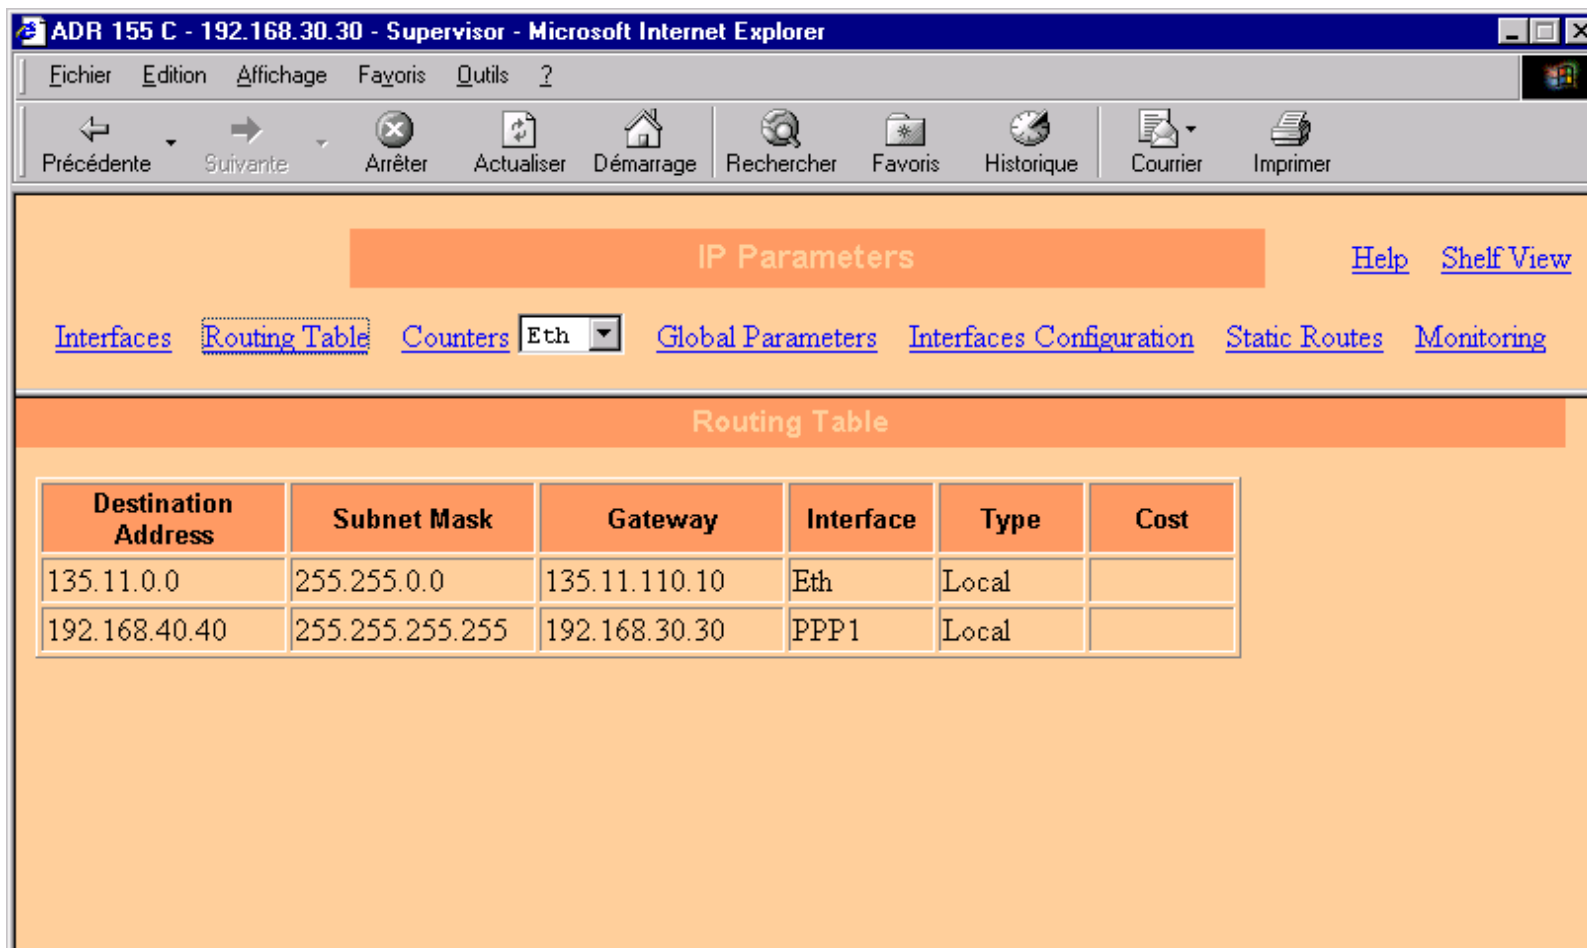 ADR 155 C - 192.168.30.30 - Supervisor - Microsoft Internet Explorer
Fichier Edition Affichage Favoris Outils ?
Précédente Suivante Arrêter Actualiser Démarrage Rechercher Favoris Historique Courrier Imprimer
IP Parameters Help Shelf View
Interfaces Routing Table Counters Eth Global Parameters Interfaces Configuration Static Routes Monitoring
Routing Table
Destination Address Subnet Mask Gateway Interface Type Cost
135.11.0.0 255.255.0.0 135.11.110.10 Eth Local
192.168.40.40 255.255.255.255 192.168.30.30 PPP1 Local